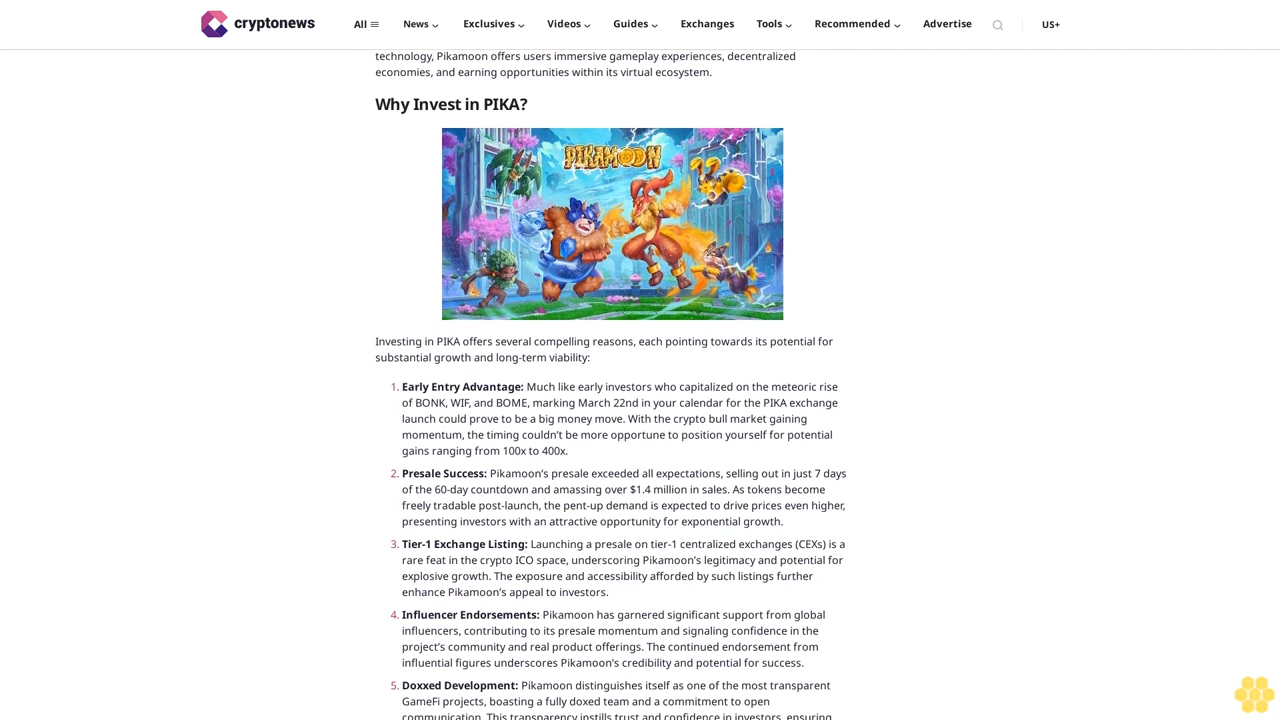 cryptonews
All
News
Exclusives
Videos
Guides
Exchanges
Tools
Recommended
Advertise
US+
technology, Pikamoon offers users immersive gameplay experiences, decentralized
economies, and earning opportunities within its virtual ecosystem.
Why Invest in PIKA?
PIKAMOON
Investing in PIKA offers several compelling reasons, each pointing towards its potential for
substantial growth and long-term viability:
1. Early Entry Advantage: Much like early investors who capitalized on the meteoric rise
of BONK, WIF, and BOME, marking March 22nd in your calendar for the PIKA exchange
launch could prove to be a big money move. With the crypto bull market gaining
momentum, the timing couldn’t be more opportune to position yourself for potential
gains ranging from 100x to 400x.
2. Presale Success: Pikamoon’s presale exceeded all expectations, selling out in just 7 days
of the 60-day countdown and amassing over $1.4 million in sales. As tokens become
freely tradable post-launch, the pent-up demand is expected to drive prices even higher,
presenting investors with an attractive opportunity for exponential growth.
3. Tier-1 Exchange Listing: Launching a presale on tier-1 centralized exchanges (CEXs) is a
rare feat in the crypto ICO space, underscoring Pikamoon’s legitimacy and potential for
explosive growth. The exposure and accessibility afforded by such listings further
enhance Pikamoon’s appeal to investors.
4. Influencer Endorsements: Pikamoon has garnered significant support from global
influencers, contributing to its presale momentum and signaling confidence in the
project’s community and real product offerings. The continued endorsement from
influential figures underscores Pikamoon’s credibility and potential for success.
5. Doxxed Development: Pikamoon distinguishes itself as one of the most transparent
GameFi projects, boasting a fully doxed team and a commitment to open
communication. This transparency instills trust and confidence in investors, ensuring